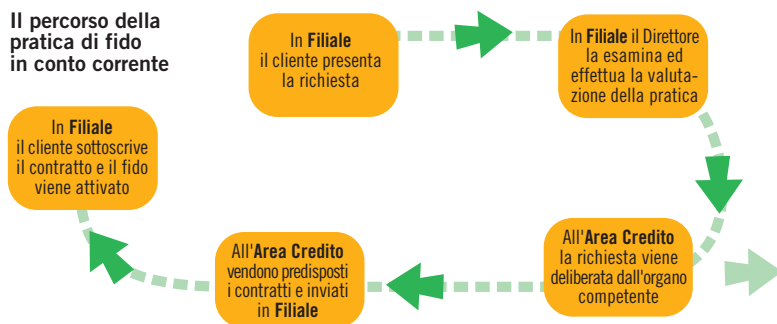 Il percorso della
pratica di fido
in conto corrente
In Filiale
il cliente presenta
la richiesta
In Filiale il Direttore
la esamina ed
effettua la valuta-
zione della pratica
All'Area Credito
la richiesta viene
deliberata dall'organo
competente
All'Area Credito
vendono predisposti
i contratti e inviati
in Filiale
In Filiale
il cliente sottoscrive
il contratto e il fido
viene attivato